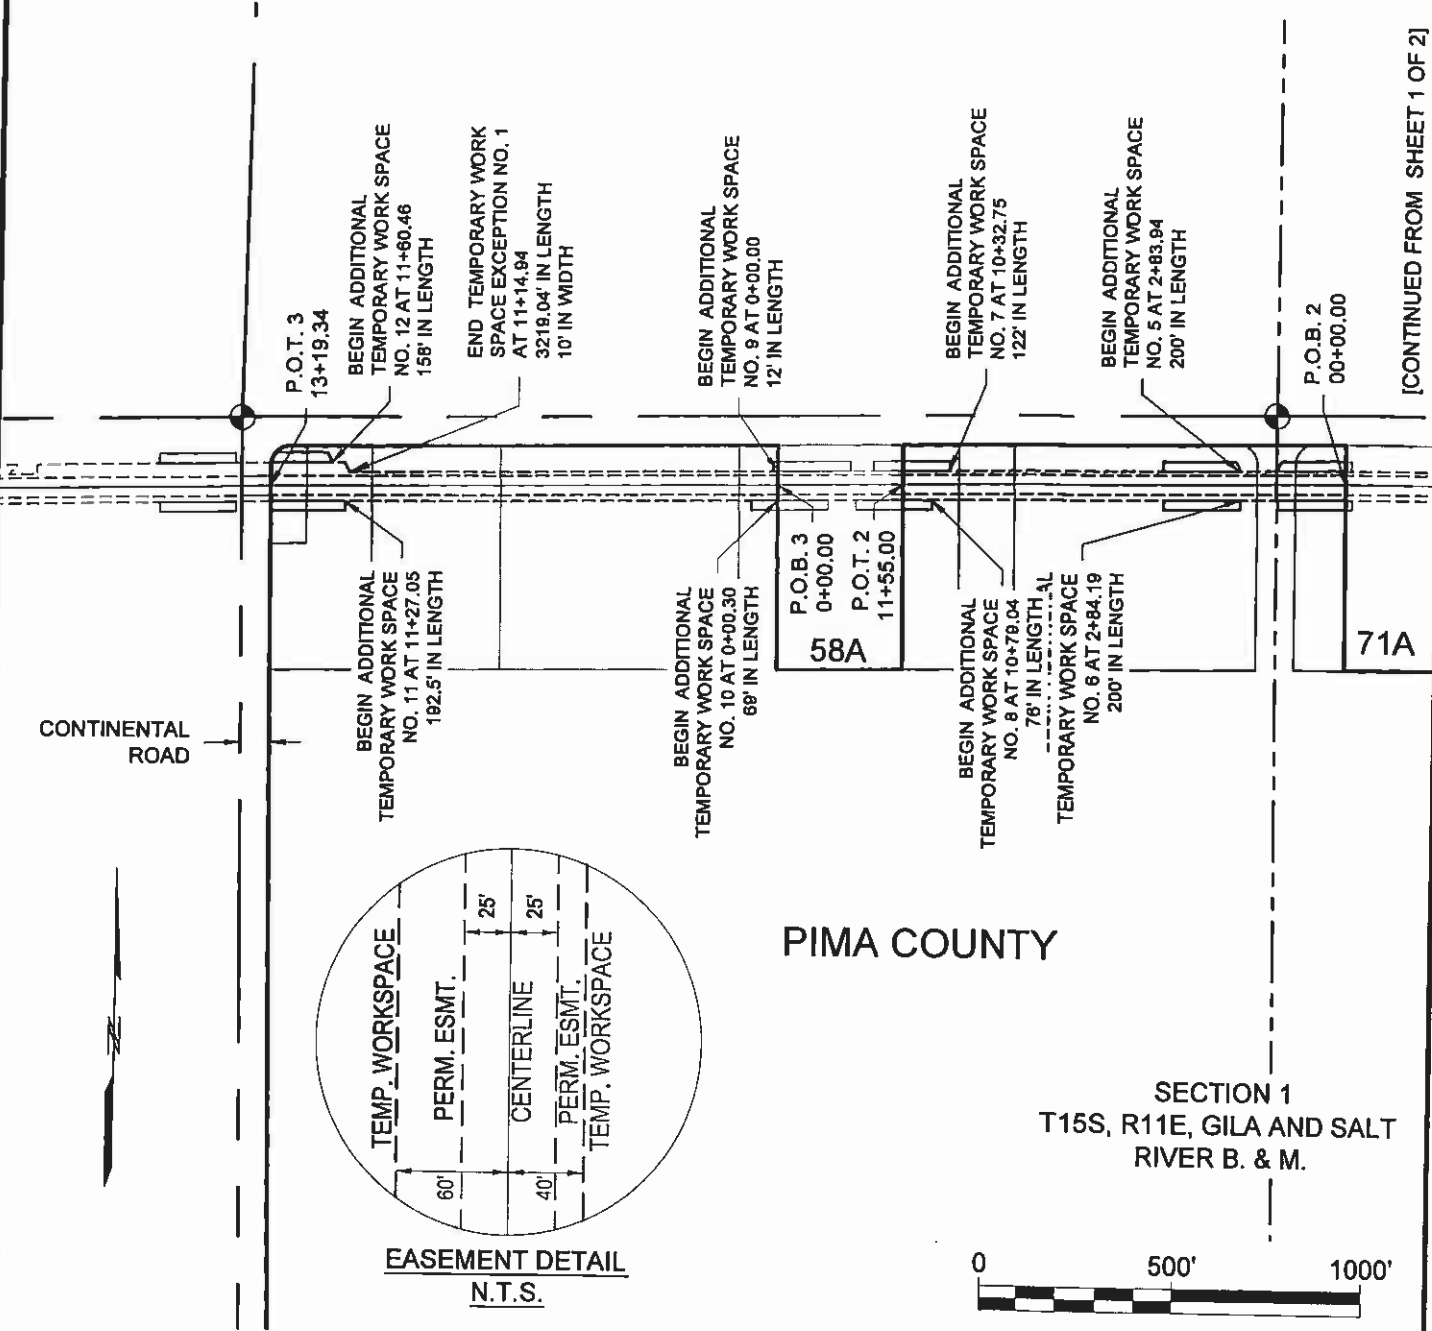 [CONTINUED FROM SHEET 1 OF 2]
P.O.T. 3
13+19.34
BEGIN ADDITIONAL
TEMPORARY WORK SPACE
NO. 12 AT 11+60.46
158' IN LENGTH
END TEMPORARY WORK
SPACE EXCEPTION NO. 1
AT 11+14.94
3219.04' IN LENGTH
10' IN WIDTH
BEGIN ADDITIONAL
TEMPORARY WORK SPACE
NO. 9 AT 0+00.00
12' IN LENGTH
BEGIN ADDITIONAL
TEMPORARY WORK SPACE
NO. 7 AT 10+32.75
122' IN LENGTH
BEGIN ADDITIONAL
TEMPORARY WORK SPACE
NO. 5 AT 2+83.94
200' IN LENGTH
P.O.B. 2
00+00.00
BEGIN ADDITIONAL
TEMPORARY WORK SPACE
NO. 11 AT 11+27.05
192.5' IN LENGTH
BEGIN ADDITIONAL
TEMPORARY WORK SPACE
NO. 10 AT 0+00.30
69' IN LENGTH
P.O.B. 3
0+00.00
P.O.T. 2
11+55.00
58A
BEGIN ADDITIONAL
TEMPORARY WORK SPACE
NO. 8 AT 10+79.04
76' IN LENGTH
AL
TEMPORARY WORK SPACE
NO. 6 AT 2+84.19
200' IN LENGTH
71A
CONTINENTAL
ROAD
N
25'
25'
TEMP. WORKSPACE
PERM. ESMT.
CENTERLINE
PERM. ESMT.
TEMP. WORKSPACE
60'
40'
EASEMENT DETAIL
N.T.S.
PIMA COUNTY
SECTION 1
T15S, R11E, GILA AND SALT
RIVER B. & M.
0 500' 1000'